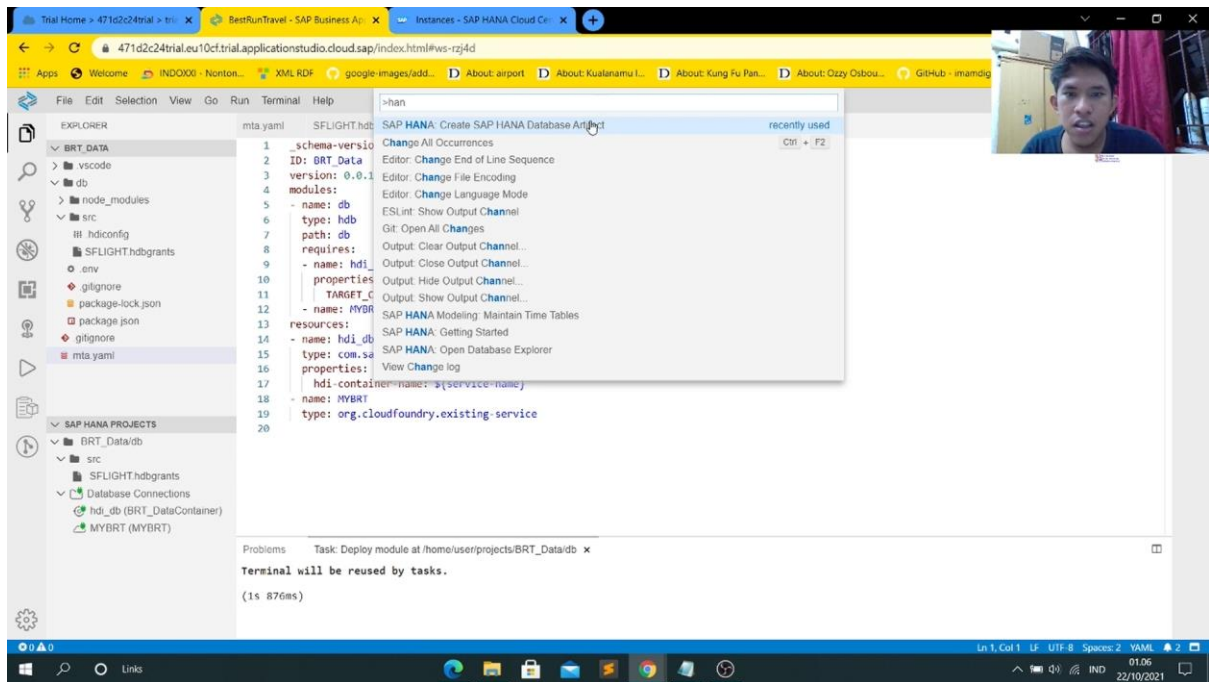 Trial Home > 471d2c24trial > tri
BestRunTravel - SAP Business Ap
Instances - SAP HANA Cloud Ce
471d2c24trial.eu10cf.trial.applicationstudio.cloud.sap/index.html#ws-rzj4d
Apps
Welcome
INDOXXI - Nonton...
XML RDF
google-images/add...
About: airport
About: Kualanamu I...
About: Kung Fu Pan...
About: Ozzy Osbou...
GitHub - imamdig
File Edit Selection View Go Run Terminal Help
>han
SAP HANA: Create SAP HANA Database Artifact
recently used
Change All Occurrences
Ctrl + F2
Editor: Change End of Line Sequence
Editor: Change File Encoding
Editor: Change Language Mode
ESLint: Show Output Channel
Git: Open All Changes
Output: Clear Output Channel...
Output: Close Output Channel...
Output: Hide Output Channel...
Output: Show Output Channel...
SAP HANA Modeling: Maintain Time Tables
SAP HANA: Getting Started
SAP HANA: Open Database Explorer
View Change log
EXPLORER
BRT_DATA
.vscode
db
node_modules
src
.hdiconfig
SFLIGHT.hdbgrants
.env
.gitignore
package-lock.json
package.json
gitignore
mta.yaml
SAP HANA PROJECTS
BRT_Data/db
src
SFLIGHT.hdbgrants
Database Connections
hdi_db (BRT_DataContainer)
MYBRT (MYBRT)
mta.yaml
SFLIGHT.hdb
1 _schema-versio
2 ID: BRT_Data
3 version: 0.0.1
4 modules:
5 - name: db
6 type: hdb
7 path: db
8 requires:
9 - name: hdi_
10 properties
11 TARGET_C
12 - name: MYBR
13 resources:
14 - name: hdi_db
15 type: com.sa
16 properties:
17 hdi-container-name: ${service-name}
18 - name: MYBRT
19 type: org.cloudfoundry.existing-service
20
Problems
Task: Deploy module at /home/user/projects/BRT_Data/db
Terminal will be reused by tasks.
(1s 876ms)
0 0
Ln 1, Col 1 LF UTF-8 Spaces: 2 YAML 2
Links
IND
01.06
22/10/2021